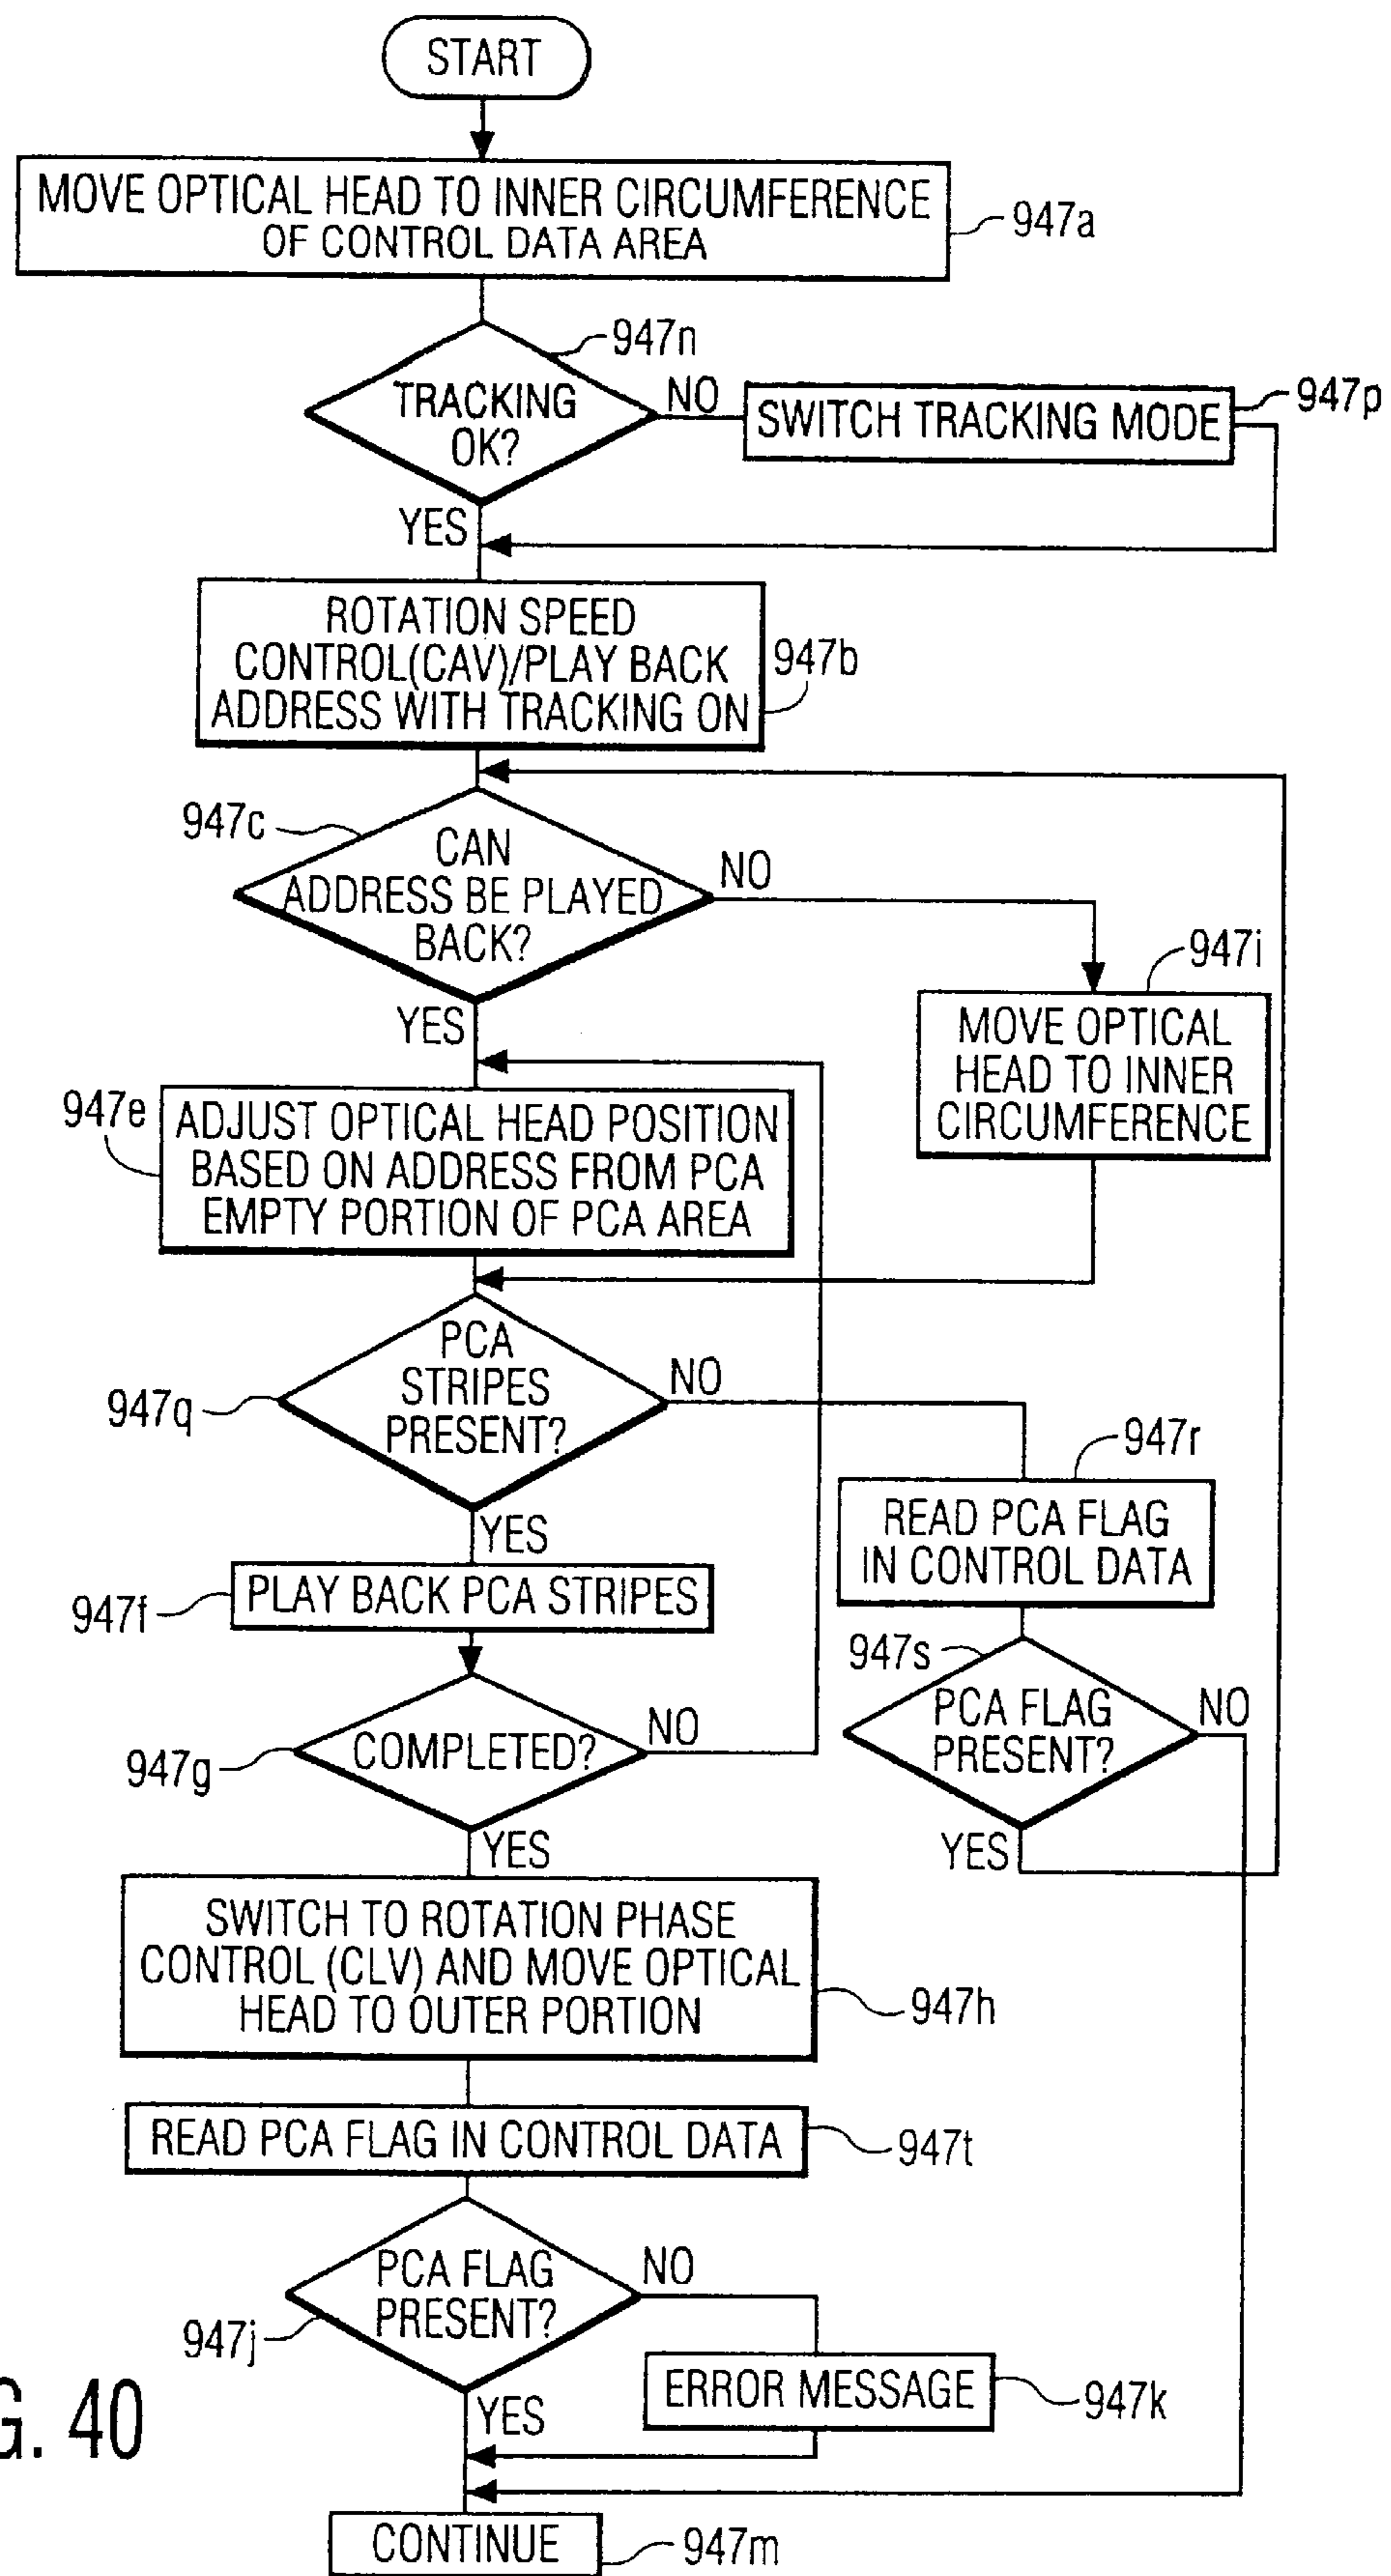 START
MOVE OPTICAL HEAD TO INNER CIRCUMFERENCE
OF CONTROL DATA AREA
947a
947n
TRACKING
OK?
NO
SWITCH TRACKING MODE
947p
YES
ROTATION SPEED
CONTROL(CAV)/PLAY BACK
ADDRESS WITH TRACKING ON
947b
947c
CAN
ADDRESS BE PLAYED
BACK?
NO
947i
MOVE OPTICAL
HEAD TO INNER
CIRCUMFERENCE
YES
947e
ADJUST OPTICAL HEAD POSITION
BASED ON ADDRESS FROM PCA
EMPTY PORTION OF PCA AREA
PCA
STRIPES
PRESENT?
947q
NO
947r
READ PCA FLAG
IN CONTROL DATA
YES
947f
PLAY BACK PCA STRIPES
947s
PCA FLAG
PRESENT?
NO
YES
COMPLETED?
947g
NO
YES
SWITCH TO ROTATION PHASE
CONTROL (CLV) AND MOVE OPTICAL
HEAD TO OUTER PORTION
947h
READ PCA FLAG IN CONTROL DATA
947t
PCA FLAG
PRESENT?
947j
NO
ERROR MESSAGE
947k
YES
G. 40
CONTINUE
947m